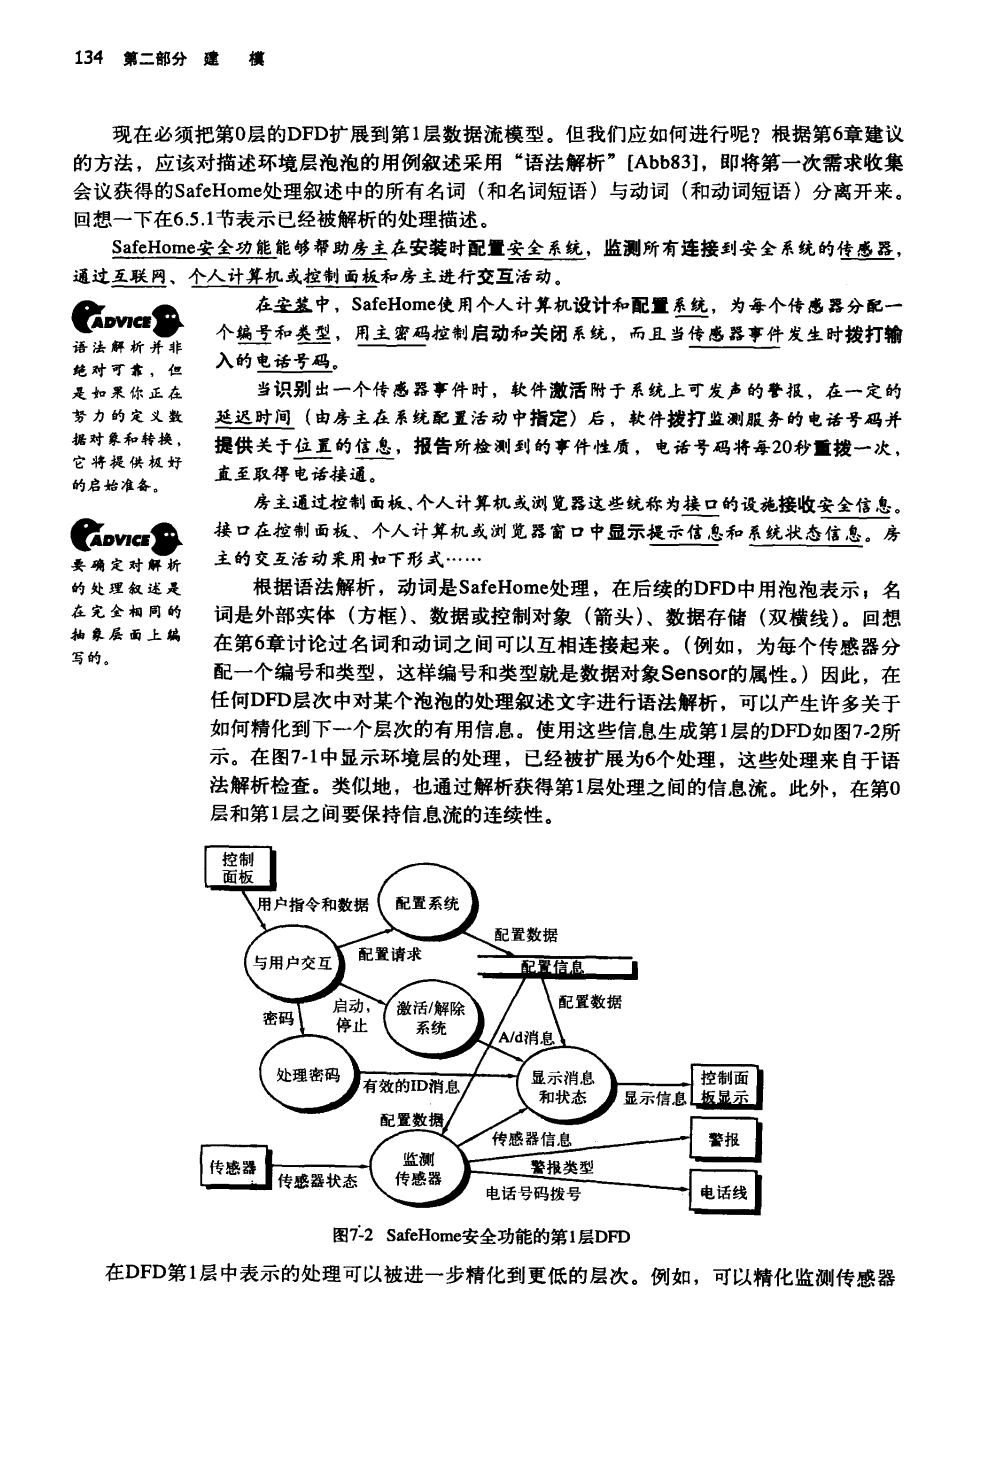 134 第二部分 建 模
现在必须把第0层的DFD扩展到第1层数据流模型。但我们应如何进行呢？根据第6章建议
的方法，应该对描述环境层泡泡的用例叙述采用“语法解析”[Abb83]，即将第一次需求收集
会议获得的SafeHome处理叙述中的所有名词（和名词短语）与动词（和动词短语）分离开来。
回想一下在6.5.1节表示已经被解析的处理描述。
SafeHome安全功能能够帮助房主在安装时配置安全系统，监测所有连接到安全系统的传感器，
通过互联网、个人计算机或控制面板和房主进行交互活动。
在安装中，SafeHome使用个人计算机设计和配置系统，为每个传感器分配一
个编号和类型，用主密码控制启动和关闭系统，而且当传感器事件发生时拨打输
入的电话号码。
当识别出一个传感器事件时，软件激活附于系统上可发声的警报，在一定的
延迟时间（由房主在系统配置活动中指定）后，软件拨打监测服务的电话号码并
提供关于位置的信息，报告所检测到的事件性质，电话号码将每20秒重拨一次，
直至取得电话接通。
房主通过控制面板、个人计算机或浏览器这些统称为接口的设施接收安全信息。
接口在控制面板、个人计算机或浏览器窗口中显示提示信息和系统状态信息。房
主的交互活动采用如下形式……
ADVICE
语法解析并非
绝对可靠，但
是如果你正在
努力的定义数
据对象和转换，
它将提供极好
的启始准备。
ADVICE
要确定对解析
的处理叙述是
在完全相同的
抽象层面上编
写的。
根据语法解析，动词是SafeHome处理，在后续的DFD中用泡泡表示；名
词是外部实体（方框）、数据或控制对象（箭头）、数据存储（双横线）。回想
在第6章讨论过名词和动词之间可以互相连接起来。（例如，为每个传感器分
配一个编号和类型，这样编号和类型就是数据对象Sensor的属性。）因此，在
任何DFD层次中对某个泡泡的处理叙述文字进行语法解析，可以产生许多关于
如何精化到下一个层次的有用信息。使用这些信息生成第1层的DFD如图7-2所
示。在图7-1中显示环境层的处理，已经被扩展为6个处理，这些处理来自于语
法解析检查。类似地，也通过解析获得第1层处理之间的信息流。此外，在第0
层和第1层之间要保持信息流的连续性。
控制
面板
用户指令和数据
配置系统
配置数据
与用户交互
配置请求
配置信息
配置数据
密码
启动，
停止
激活/解除
系统
A/d消息
处理密码
有效的ID消息
显示消息
和状态
显示信息
控制面
板显示
配置数据
传感器信息
警报
传感器
传感器状态
监测
传感器
警报类型
电话号码拨号
电话线
图7-2 SafeHome安全功能的第1层DFD
在DFD第1层中表示的处理可以被进一步精化到更低的层次。例如，可以精化监测传感器